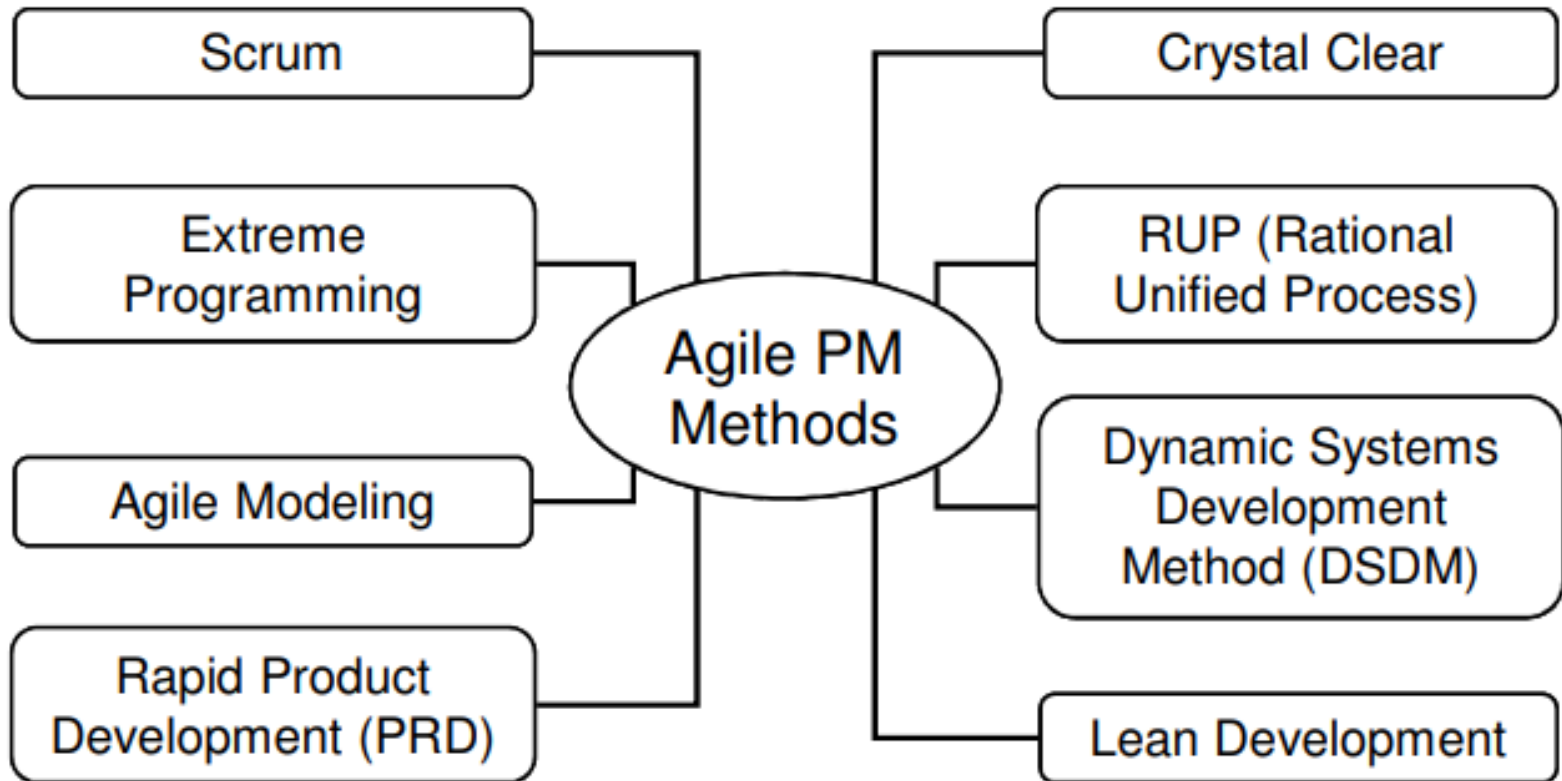 Scrum
Extreme
Programming
Agile Modeling
Rapid Product
Development (PRD)
Agile PM
Methods
Crystal Clear
RUP (Rational
Unified Process)
Dynamic Systems
Development
Method (DSDM)
Lean Development